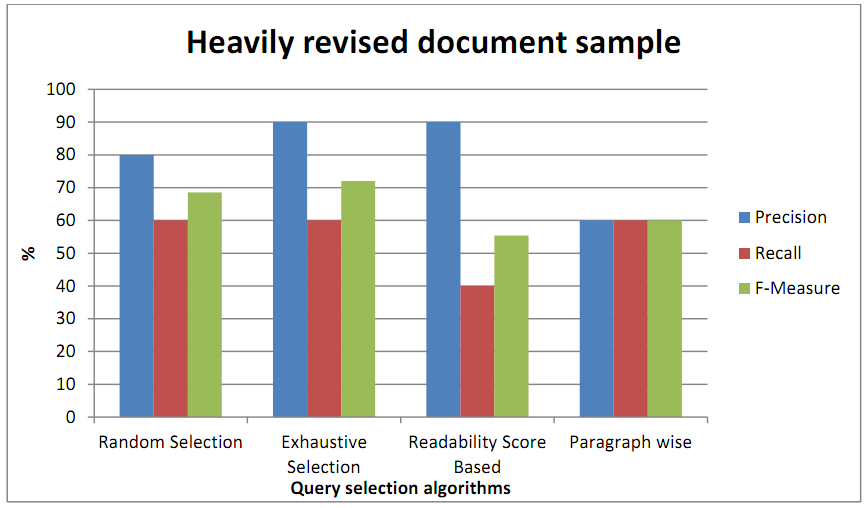 Heavily revised document sample
100
90
80
70
60
50
40
30
20
10
0
%
Random Selection
Exhaustive
Selection
Readability Score
Based
Paragraph wise
Query selection algorithms
Precision
Recall
F-Measure